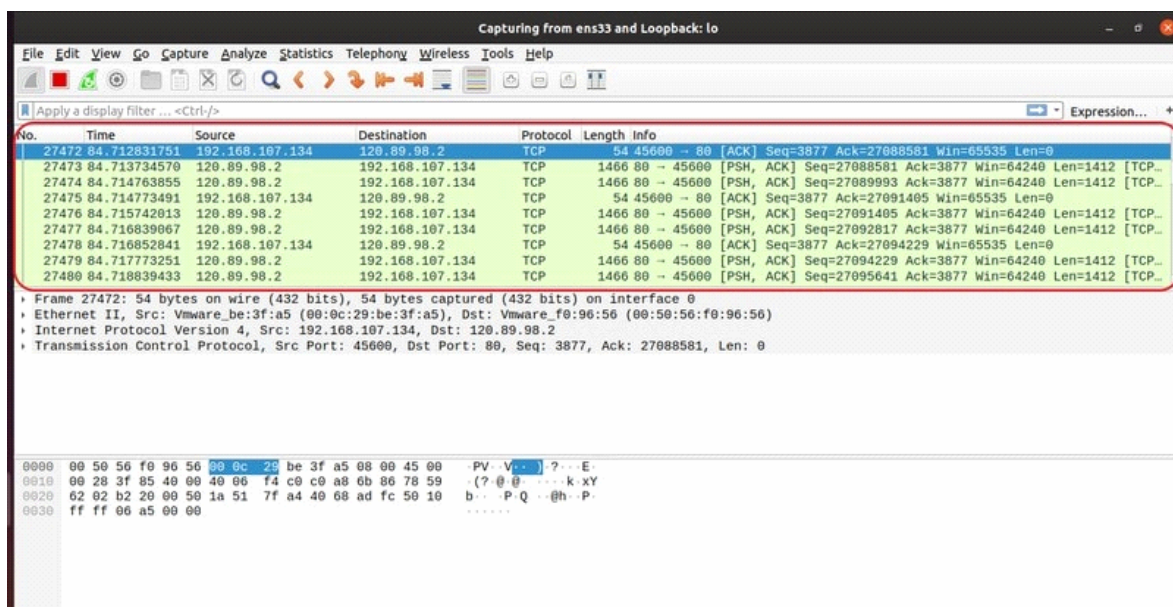 Capturing from ens33 and Loopback: lo
File Edit View Go Capture Analyze Statistics Telephony Wireless Tools Help
Apply a display filter ... <Ctrl-/> Expression... +
No. Time Source Destination Protocol Length Info
27472 84.712831751 192.168.107.134 120.89.98.2 TCP 54 45600 → 80 [ACK] Seq=3877 Ack=27088581 Win=65535 Len=0
27473 84.713734570 120.89.98.2 192.168.107.134 TCP 1466 80 → 45600 [PSH, ACK] Seq=27088581 Ack=3877 Win=64240 Len=1412 [TCP…
27474 84.714763855 120.89.98.2 192.168.107.134 TCP 1466 80 → 45600 [PSH, ACK] Seq=27089993 Ack=3877 Win=64240 Len=1412 [TCP…
27475 84.714773491 192.168.107.134 120.89.98.2 TCP 54 45600 → 80 [ACK] Seq=3877 Ack=27091405 Win=65535 Len=0
27476 84.715742013 120.89.98.2 192.168.107.134 TCP 1466 80 → 45600 [PSH, ACK] Seq=27091405 Ack=3877 Win=64240 Len=1412 [TCP…
27477 84.716839067 120.89.98.2 192.168.107.134 TCP 1466 80 → 45600 [PSH, ACK] Seq=27092817 Ack=3877 Win=64240 Len=1412 [TCP…
27478 84.716852841 192.168.107.134 120.89.98.2 TCP 54 45600 → 80 [ACK] Seq=3877 Ack=27094229 Win=65535 Len=0
27479 84.717773251 120.89.98.2 192.168.107.134 TCP 1466 80 → 45600 [PSH, ACK] Seq=27094229 Ack=3877 Win=64240 Len=1412 [TCP…
27480 84.718839433 120.89.98.2 192.168.107.134 TCP 1466 80 → 45600 [PSH, ACK] Seq=27095641 Ack=3877 Win=64240 Len=1412 [TCP…
Frame 27472: 54 bytes on wire (432 bits), 54 bytes captured (432 bits) on interface 0
Ethernet II, Src: Vmware_be:3f:a5 (00:0c:29:be:3f:a5), Dst: Vmware_f0:96:56 (00:50:56:f0:96:56)
Internet Protocol Version 4, Src: 192.168.107.134, Dst: 120.89.98.2
Transmission Control Protocol, Src Port: 45600, Dst Port: 80, Seq: 3877, Ack: 27088581, Len: 0
0000 00 50 56 f0 96 56 00 0c 29 be 3f a5 08 00 45 00 ·PV··V·· )·?···E·
0010 00 28 3f 85 40 00 40 06 f4 c0 c0 a8 6b 86 78 59 ·(?·@·@· ····k·xY
0020 62 02 b2 20 00 50 1a 51 7f a4 40 68 ad fc 50 10 b·· ·P·Q ··@h··P·
0030 ff ff 06 a5 00 00 ······